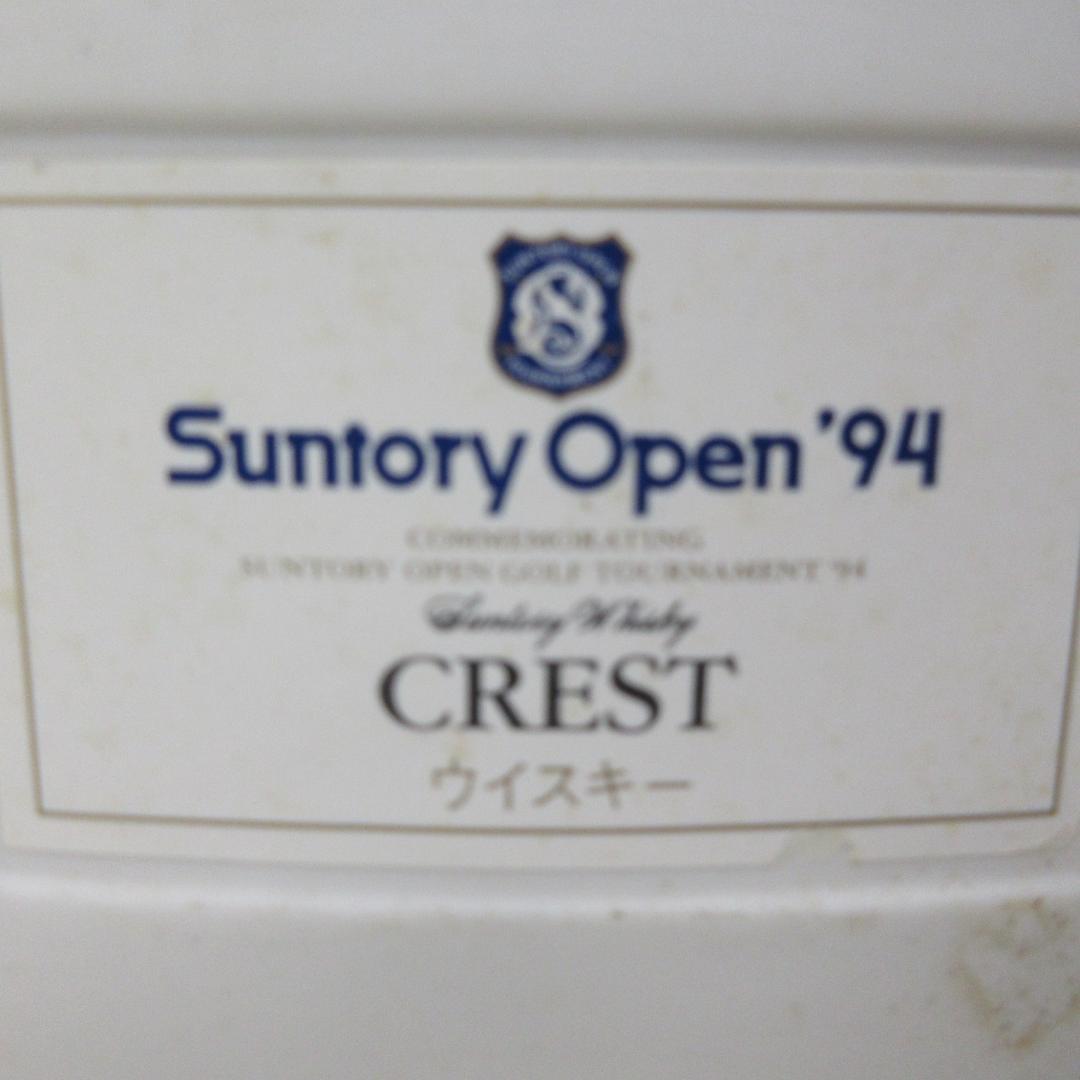 S
Suntory Open '94
COMMEMORATING
SUNTORY OPEN GOLF TOURNAMENT '94
Suntory Whisky
CREST
ウイスキー